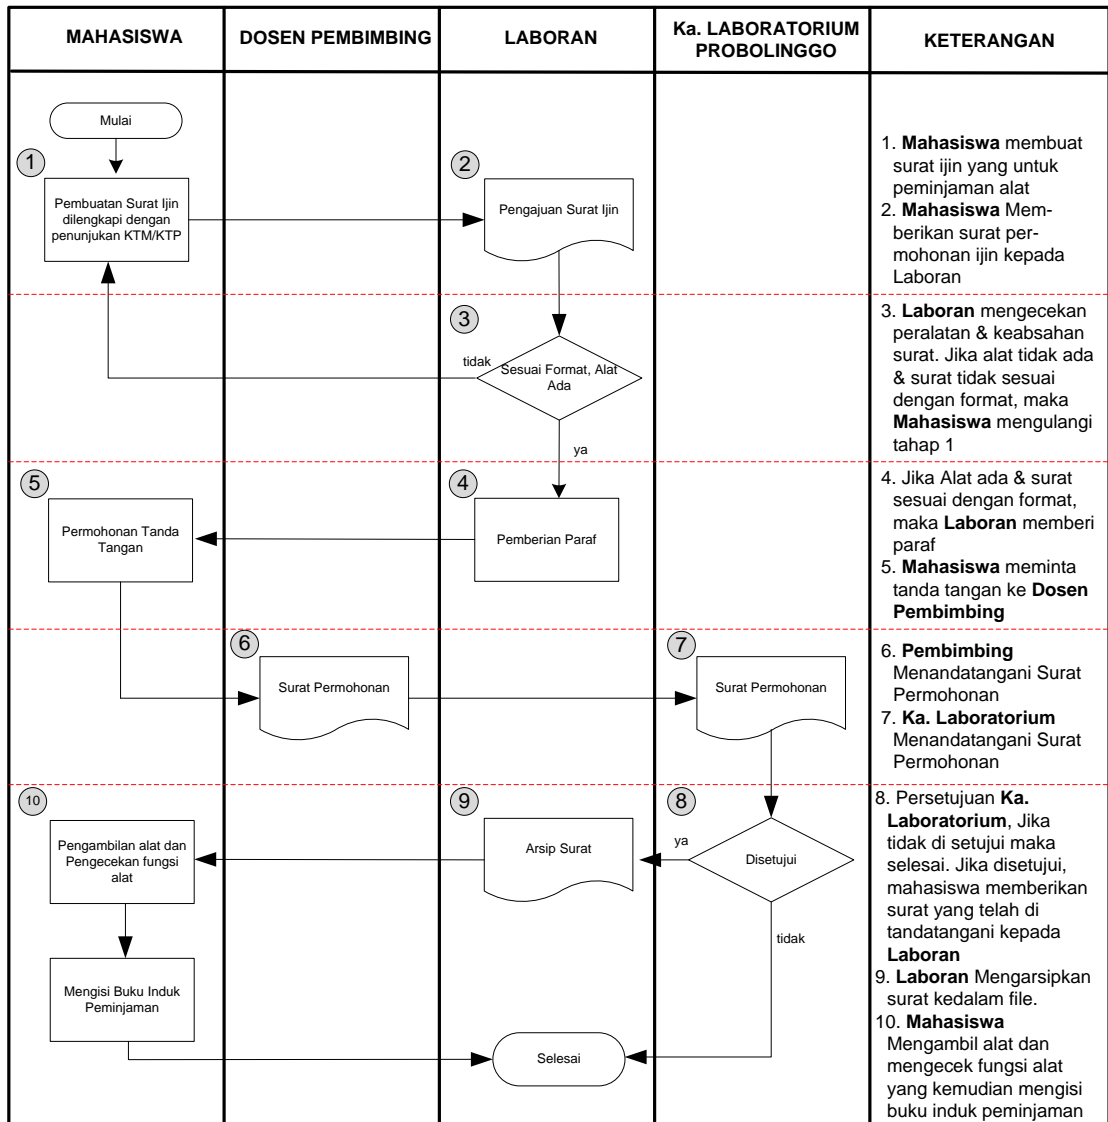 MAHASISWA
DOSEN PEMBIMBING
LABORAN
Ka. LABORATORIUM
PROBOLINGGO
KETERANGAN
Mulai
1
Pembuatan Surat Ijin
dilengkapi dengan
penunjukan KTM/KTP
2
Pengajuan Surat Ijin
1. Mahasiswa membuat
surat ijin yang untuk
peminjaman alat
2. Mahasiswa Mem-
berikan surat per-
mohonan ijin kepada
Laboran
3
tidak
Sesuai Format, Alat
Ada
ya
3. Laboran mengecekan
peralatan & keabsahan
surat. Jika alat tidak ada
& surat tidak sesuai
dengan format, maka
Mahasiswa mengulangi
tahap 1
5
Permohonan Tanda
Tangan
4
Pemberian Paraf
4. Jika Alat ada & surat
sesuai dengan format,
maka Laboran memberi
paraf
5. Mahasiswa meminta
tanda tangan ke Dosen
Pembimbing
6
Surat Permohonan
7
Surat Permohonan
6. Pembimbing
Menandatangani Surat
Permohonan
7. Ka. Laboratorium
Menandatangani Surat
Permohonan
10
Pengambilan alat dan
Pengecekan fungsi
alat
Mengisi Buku Induk
Peminjaman
9
Arsip Surat
Selesai
8
ya
Disetujui
tidak
8. Persetujuan Ka.
Laboratorium, Jika
tidak di setujui maka
selesai. Jika disetujui,
mahasiswa memberikan
surat yang telah di
tandatangani kepada
Laboran
9. Laboran Mengarsipkan
surat kedalam file.
10. Mahasiswa
Mengambil alat dan
mengecek fungsi alat
yang kemudian mengisi
buku induk peminjaman